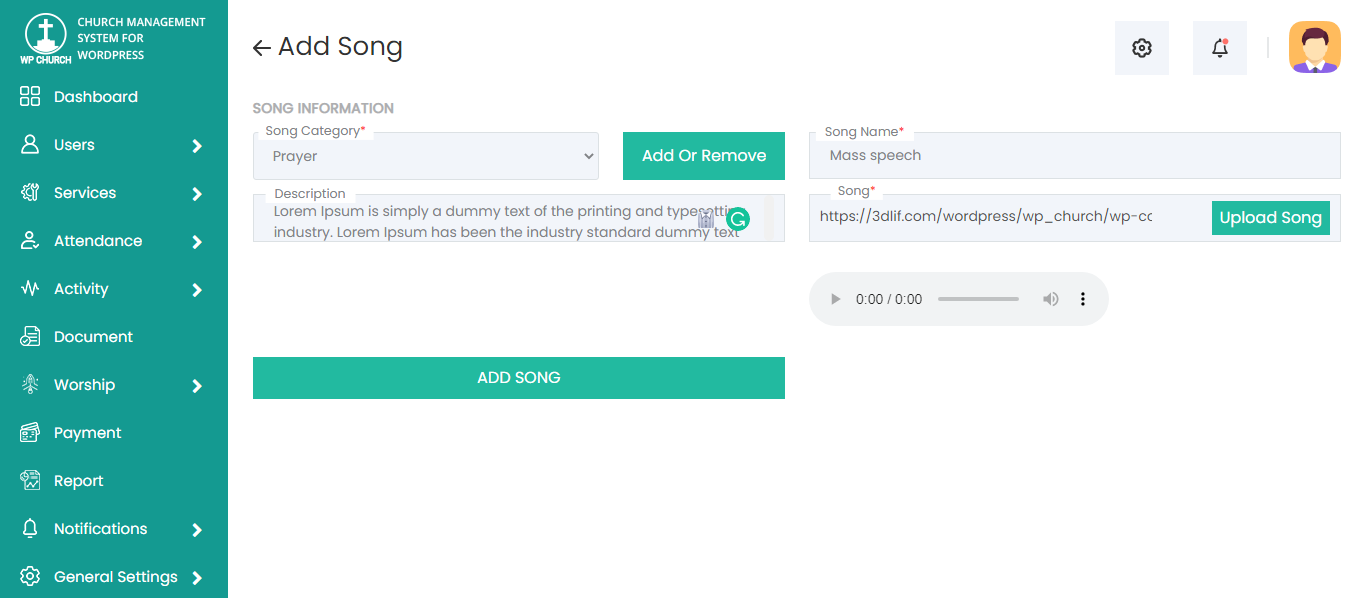 CHURCH MANAGEMENT
SYSTEM FOR
WORDPRESS
WP CHURCH
Dashboard
Users
Services
Attendance
Activity
Document
Worship
Payment
Report
Notifications
General Settings
Add Song
SONG INFORMATION
Song Category*
Prayer
Add Or Remove
Song Name*
Mass speech
Description
Lorem Ipsum is simply a dummy text of the printing and typesetting
industry. Lorem Ipsum has been the industry standard dummy text
Song*
https://3dlif.com/wordpress/wp_church/wp-cc
Upload Song
0:00 / 0:00
ADD SONG